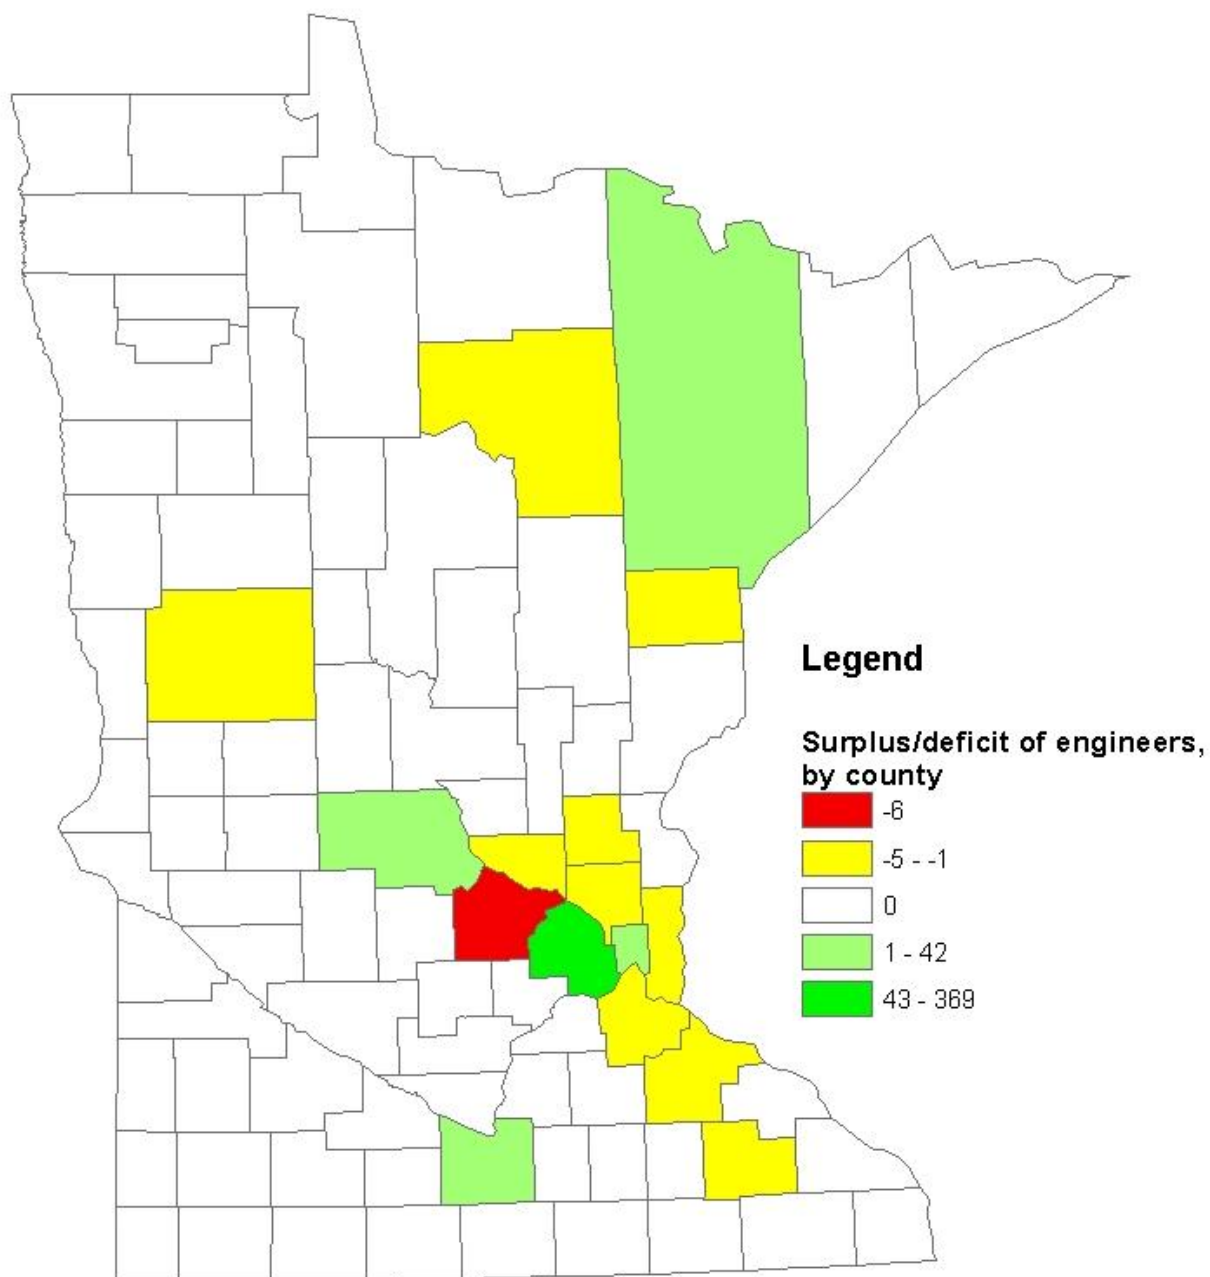 Legend
Surplus/deficit of engineers,
by county
-6
-5 - -1
0
1 - 42
43 - 369